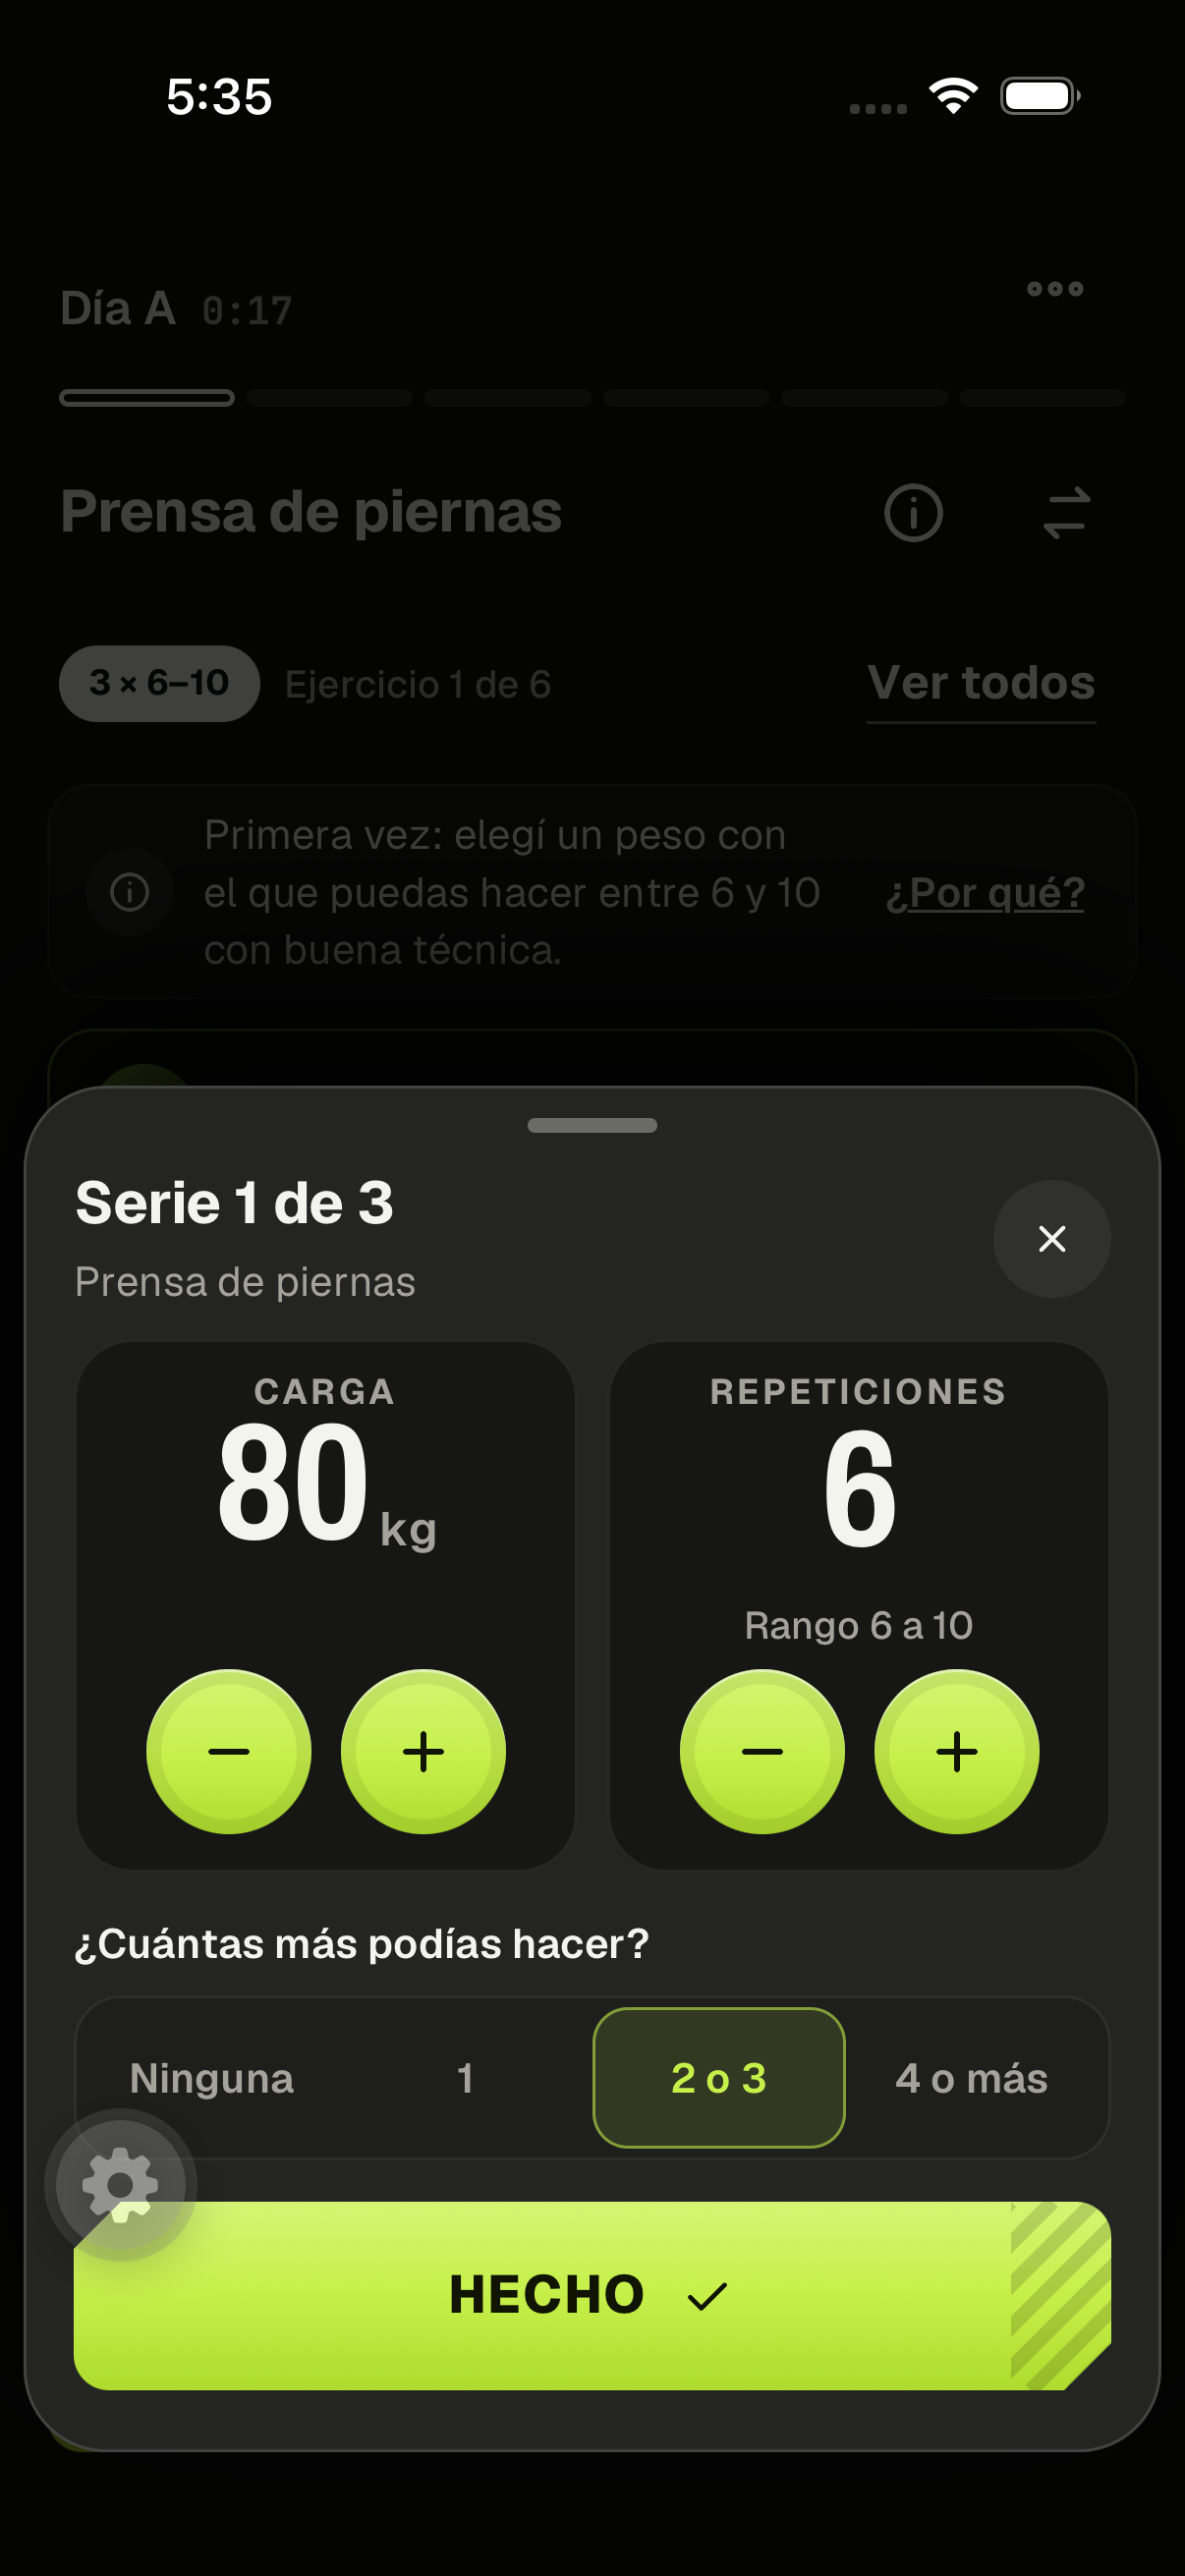 5:35
Día A 0:17
Prensa de piernas
3 × 6–10 Ejercicio 1 de 6 Ver todos
Primera vez: elegí un peso con
el que puedas hacer entre 6 y 10
con buena técnica.
¿Por qué?
Serie 1 de 3
Prensa de piernas
CARGA
80 kg
REPETICIONES
6
Rango 6 a 10
¿Cuántas más podías hacer?
Ninguna 1 2 o 3 4 o más
HECHO